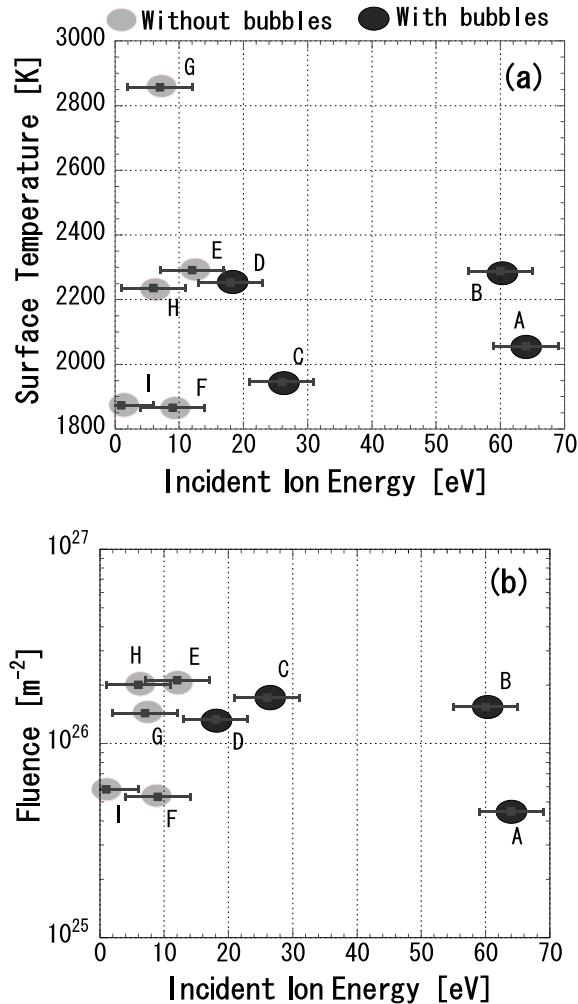 Without bubbles With bubbles
3000
2800
2600
2400
2200
2000
1800
Surface Temperature [K]
(a)
G
E
D
H
B
A
C
I
F
0 10 20 30 40 50 60 70
Incident Ion Energy [eV]
10^27
10^26
10^25
Fluence [m^-2]
(b)
H
E
C
B
G
D
I
F
A
0 10 20 30 40 50 60 70
Incident Ion Energy [eV]